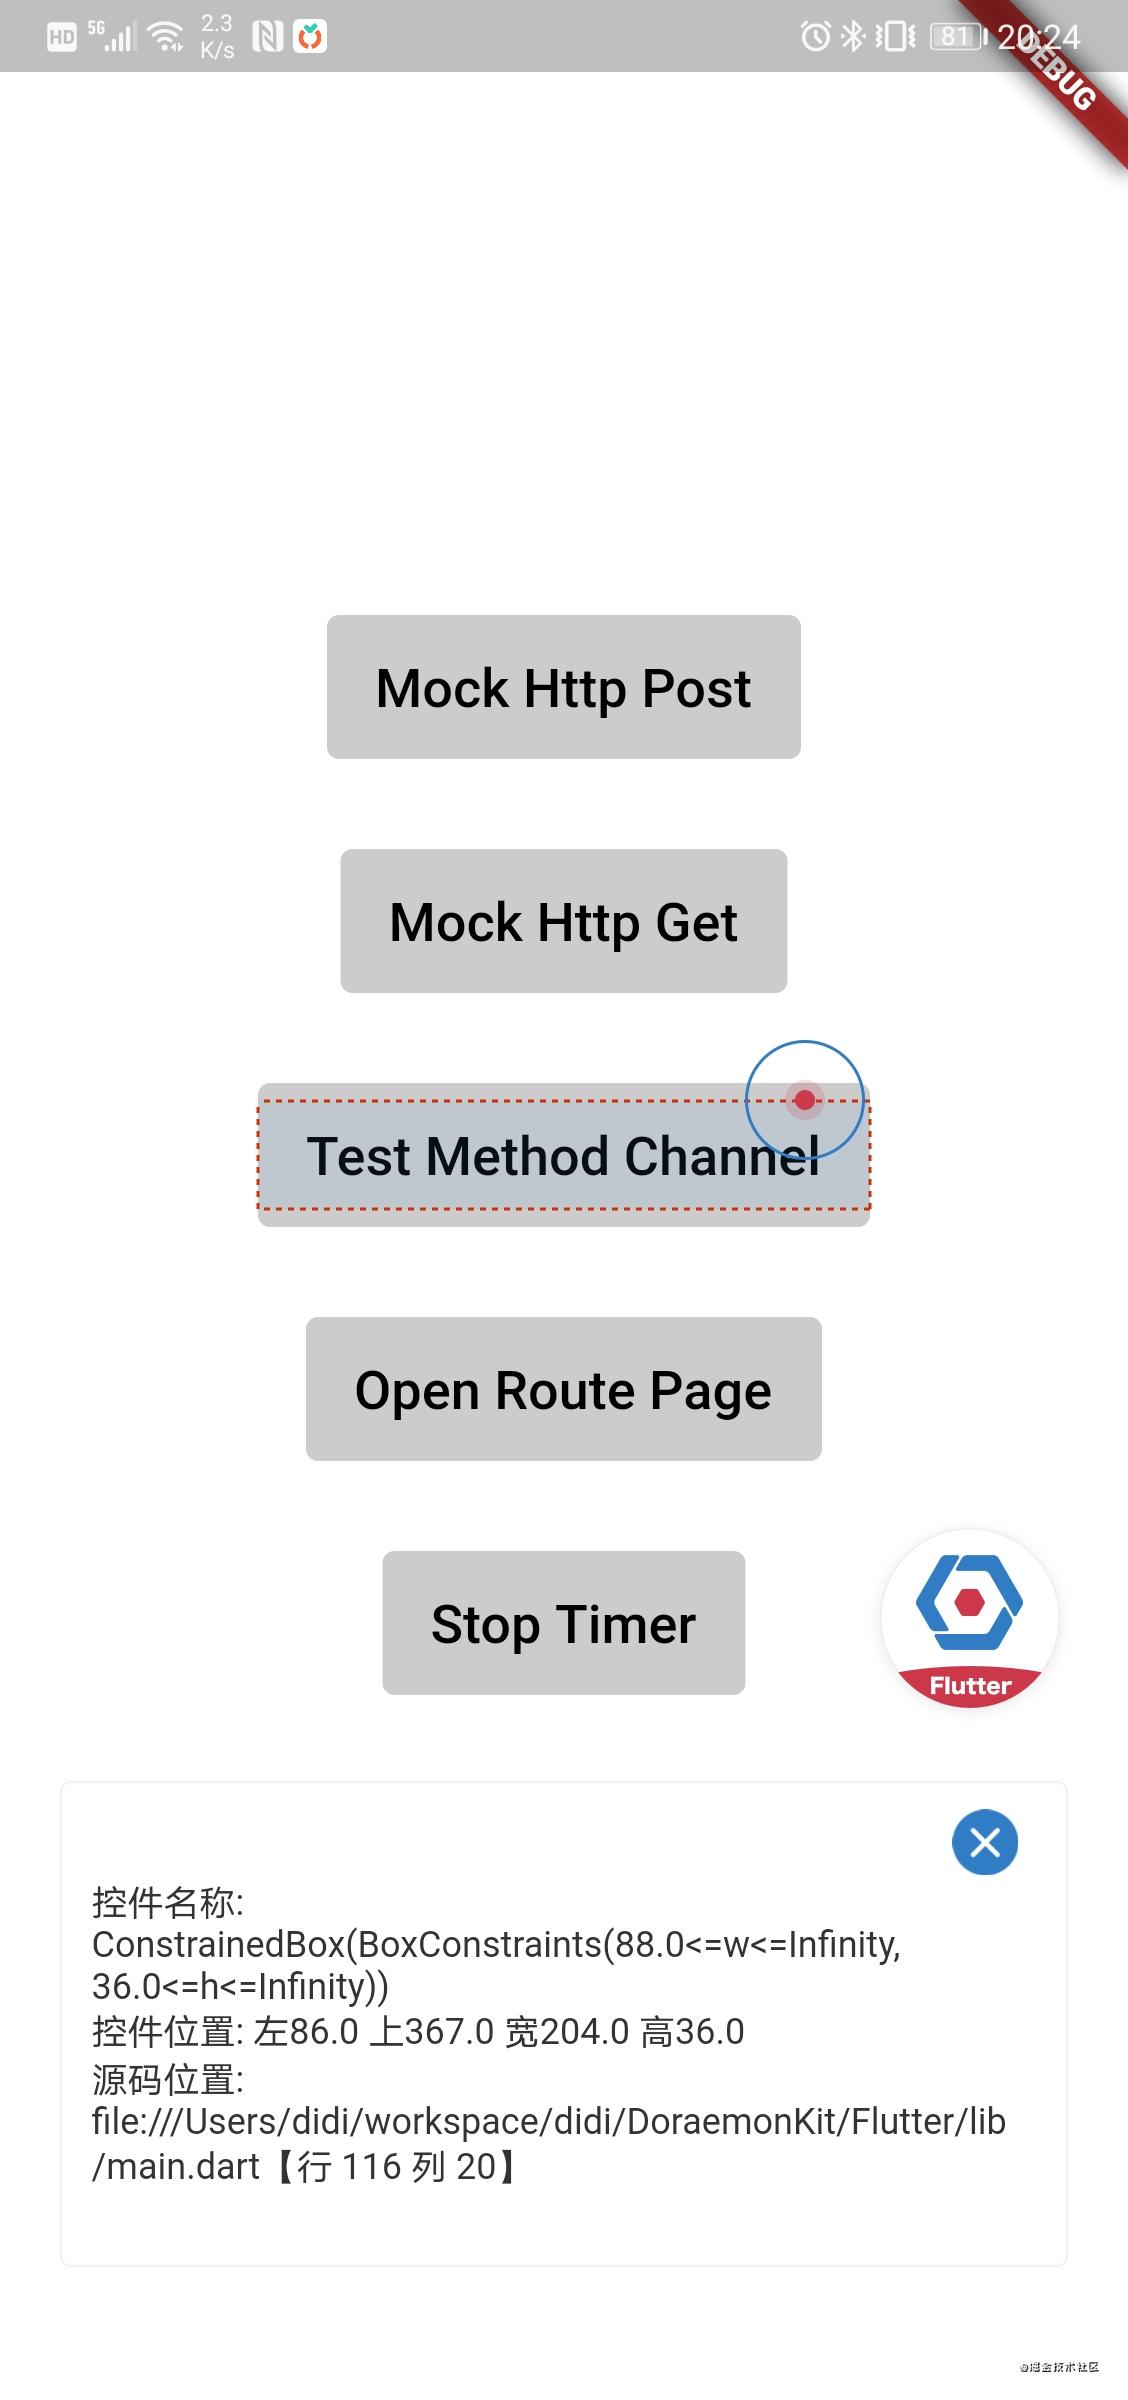 HD 5G 2.3 K/s 81 20:24
DEBUG
Mock Http Post
Mock Http Get
Test Method Channel
Open Route Page
Stop Timer
Flutter
控件名称:
ConstrainedBox(BoxConstraints(88.0<=w<=Infinity,
36.0<=h<=Infinity))
控件位置: 左86.0 上367.0 宽204.0 高36.0
源码位置:
file:///Users/didi/workspace/didi/DoraemonKit/Flutter/lib
/main.dart【行 116 列 20】
@掘金技术社区